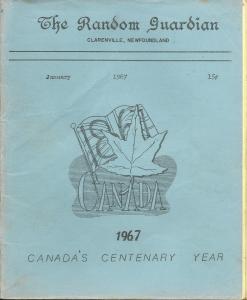 The Random Guardian
CLARENVILLE, NEWFOUNDLAND
January 1967 15¢
CANADA
1967
CANADA'S CENTENARY YEAR